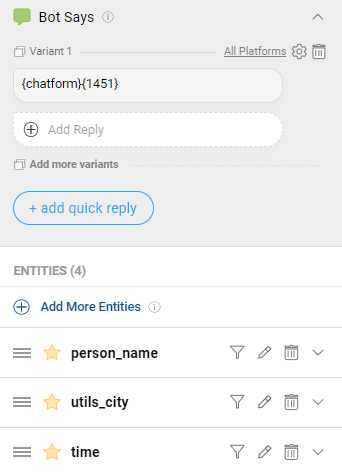 Bot Says
Variant 1 All Platforms
{chatform}{1451}
Add Reply
Add more variants
+ add quick reply
ENTITIES (4)
Add More Entities
person_name
utils_city
time